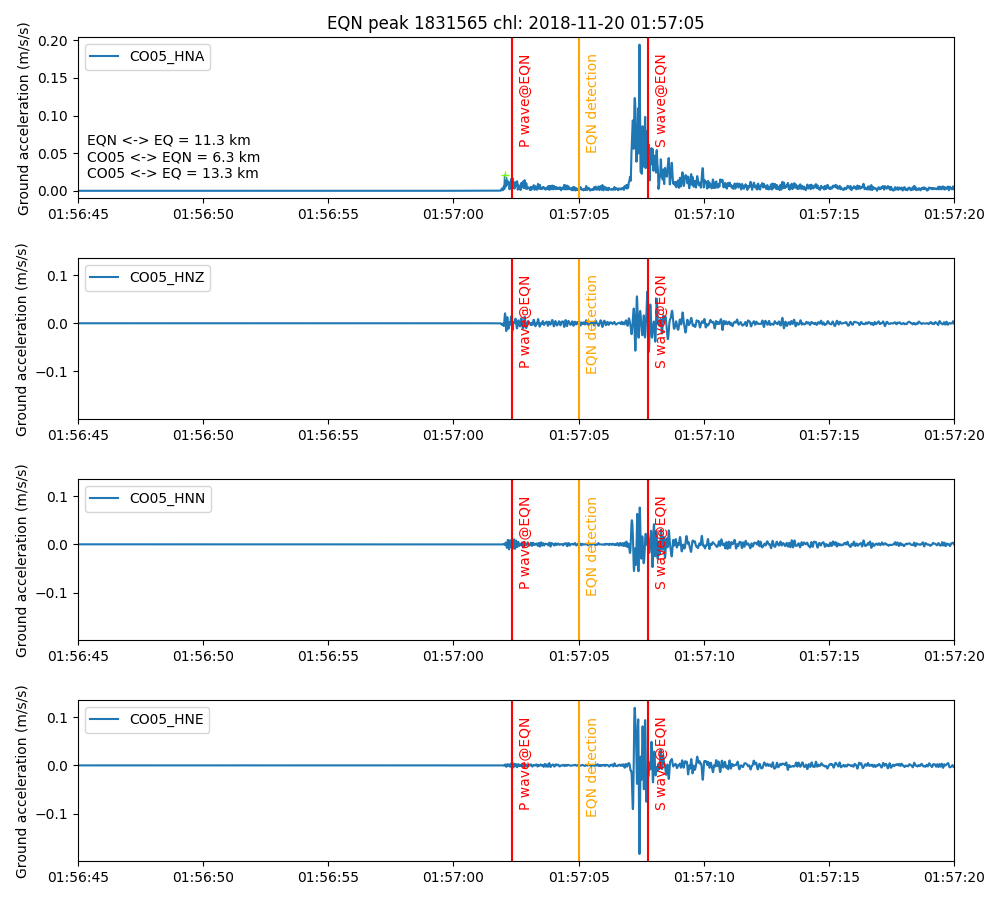 EQN peak 1831565 chl: 2018-11-20 01:57:05
Ground acceleration (m/s/s)
0.20
0.15
0.10
0.05
0.00
CO05_HNA
EQN <-> EQ = 11.3 km
CO05 <-> EQN = 6.3 km
CO05 <-> EQ = 13.3 km
P wave@EQN
EQN detection
S wave@EQN
01:56:45 01:56:50 01:56:55 01:57:00 01:57:05 01:57:10 01:57:15 01:57:20
Ground acceleration (m/s/s)
0.1
0.0
−0.1
CO05_HNZ
P wave@EQN
EQN detection
S wave@EQN
01:56:45 01:56:50 01:56:55 01:57:00 01:57:05 01:57:10 01:57:15 01:57:20
Ground acceleration (m/s/s)
0.1
0.0
−0.1
CO05_HNN
P wave@EQN
EQN detection
S wave@EQN
01:56:45 01:56:50 01:56:55 01:57:00 01:57:05 01:57:10 01:57:15 01:57:20
Ground acceleration (m/s/s)
0.1
0.0
−0.1
CO05_HNE
P wave@EQN
EQN detection
S wave@EQN
01:56:45 01:56:50 01:56:55 01:57:00 01:57:05 01:57:10 01:57:15 01:57:20